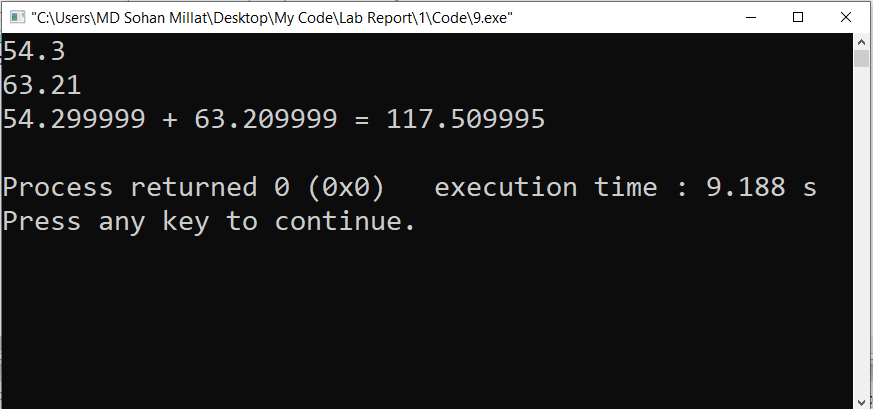 "C:\Users\MD Sohan Millat\Desktop\My Code\Lab Report\1\Code\9.exe"
54.3
63.21
54.299999 + 63.209999 = 117.509995
Process returned 0 (0x0)   execution time : 9.188 s
Press any key to continue.